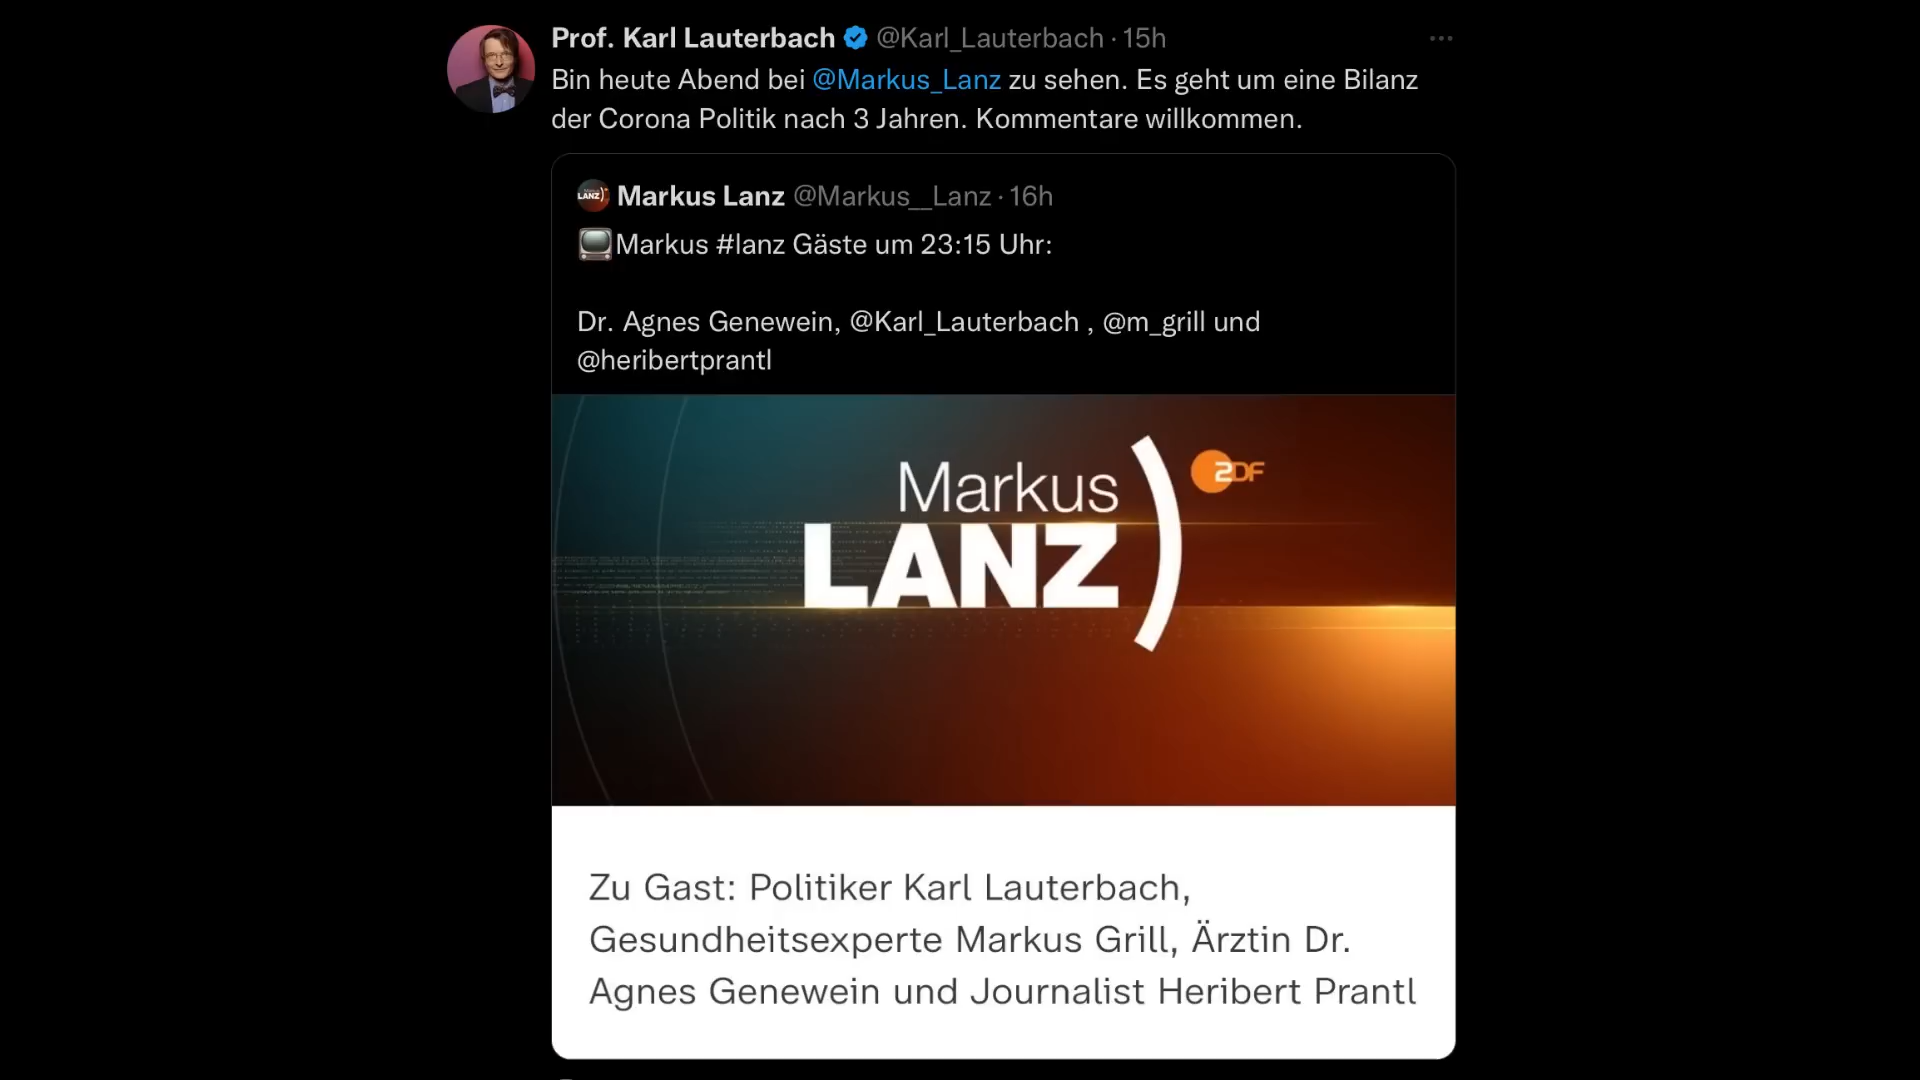 Prof. Karl Lauterbach @Karl_Lauterbach · 15h
Bin heute Abend bei @Markus_Lanz zu sehen. Es geht um eine Bilanz
der Corona Politik nach 3 Jahren. Kommentare willkommen.
LANZ) Markus Lanz @Markus__Lanz · 16h
Markus #lanz Gäste um 23:15 Uhr:
Dr. Agnes Genewein, @Karl_Lauterbach , @m_grill und
@heribertprantl
Markus
ZDF
LANZ)
Zu Gast: Politiker Karl Lauterbach,
Gesundheitsexperte Markus Grill, Ärztin Dr.
Agnes Genewein und Journalist Heribert Prantl